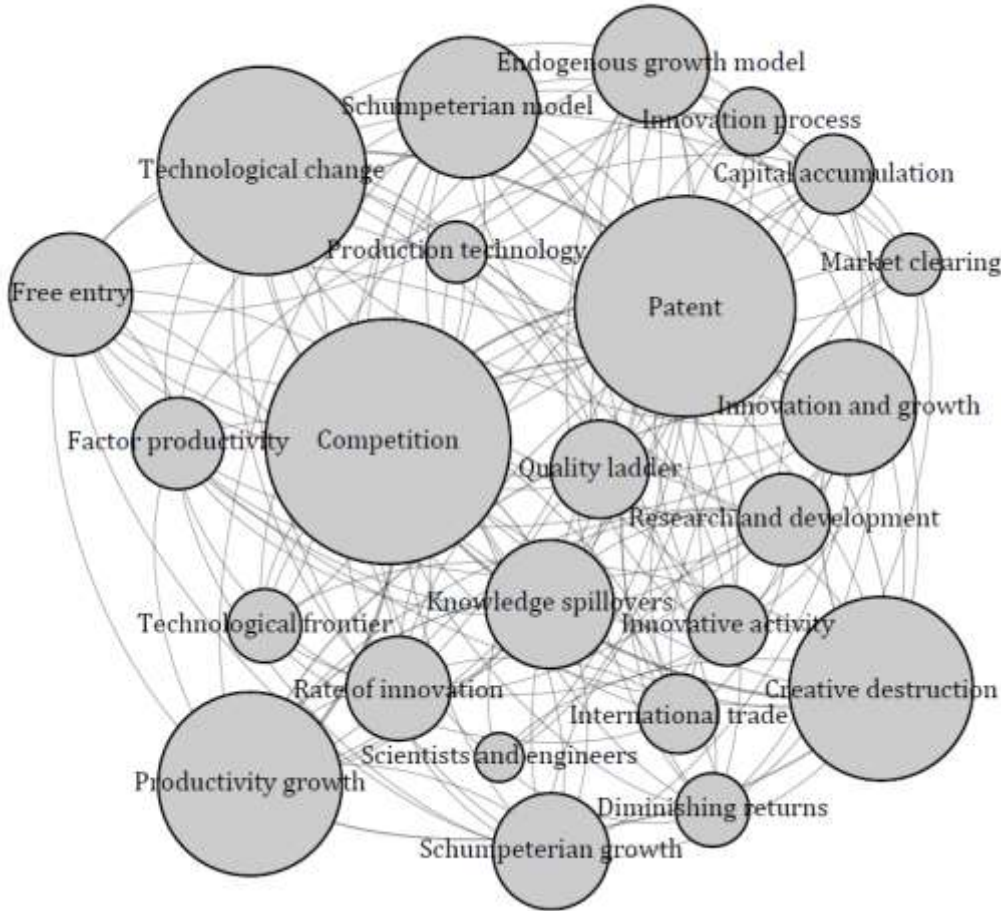 Endogenous growth model
Schumpeterian model
Innovation process
Technological change
Capital accumulation
Production technology
Market clearing
Free entry
Patent
Innovation and growth
Factor productivity
Competition
Quality ladder
Research and development
Knowledge spillovers
Technological frontier
Innovative activity
Rate of innovation
Creative destruction
International trade
Scientists and engineers
Productivity growth
Diminishing returns
Schumpeterian growth